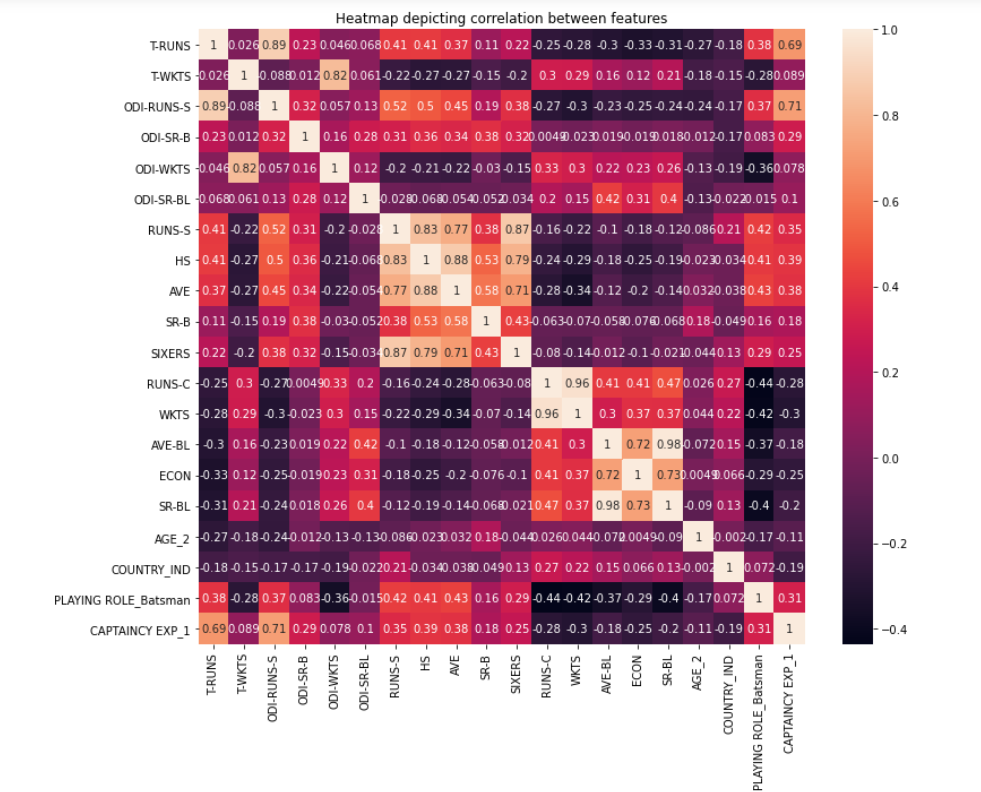 Heatmap depicting correlation between features
T-RUNS 1 0.026 0.89 0.23 0.046 0.068 0.41 0.41 0.37 0.11 0.22 -0.25 -0.28 -0.3 -0.33 -0.31 -0.27 -0.18 0.38 0.69
T-WKTS 0.026 1 -0.088 0.012 0.82 0.061 -0.22 -0.27 -0.27 -0.15 -0.2 0.3 0.29 0.16 0.12 0.21 -0.18 -0.15 -0.28 0.089
ODI-RUNS-S 0.89 -0.088 1 0.32 0.057 0.13 0.52 0.5 0.45 0.19 0.38 -0.27 -0.3 -0.23 -0.25 -0.24 -0.24 -0.17 0.37 0.71
ODI-SR-B 0.23 0.012 0.32 1 0.16 0.28 0.31 0.36 0.34 0.38 0.32 0.0049 -0.023 0.019 -0.019 0.018 -0.012 -0.17 0.083 0.29
ODI-WKTS 0.046 0.82 0.057 0.16 1 0.12 -0.2 -0.21 -0.22 -0.03 -0.15 0.33 0.3 0.22 0.23 0.26 -0.13 -0.19 -0.36 0.078
ODI-SR-BL 0.068 0.061 0.13 0.28 0.12 1 -0.028 -0.068 -0.054 -0.052 -0.034 0.2 0.15 0.42 0.31 0.4 -0.13 -0.022 -0.015 0.1
RUNS-S 0.41 -0.22 0.52 0.31 -0.2 -0.028 1 0.83 0.77 0.38 0.87 -0.16 -0.22 -0.1 -0.18 -0.12 -0.086 0.21 0.42 0.35
HS 0.41 -0.27 0.5 0.36 -0.21 -0.068 0.83 1 0.88 0.53 0.79 -0.24 -0.29 -0.18 -0.25 -0.19 -0.023 -0.034 0.41 0.39
AVE 0.37 -0.27 0.45 0.34 -0.22 -0.054 0.77 0.88 1 0.58 0.71 -0.28 -0.34 -0.12 -0.2 -0.14 0.032 -0.038 0.43 0.38
SR-B 0.11 -0.15 0.19 0.38 -0.03 -0.052 0.38 0.53 0.58 1 0.43 -0.063 -0.07 -0.058 -0.076 -0.068 0.18 -0.049 0.16 0.18
SIXERS 0.22 -0.2 0.38 0.32 -0.15 -0.034 0.87 0.79 0.71 0.43 1 -0.08 -0.14 -0.012 -0.1 -0.021 -0.044 0.13 0.29 0.25
RUNS-C -0.25 0.3 -0.27 0.0049 0.33 0.2 -0.16 -0.24 -0.28 -0.063 -0.08 1 0.96 0.41 0.41 0.47 0.026 0.27 -0.44 -0.28
WKTS -0.28 0.29 -0.3 -0.023 0.3 0.15 -0.22 -0.29 -0.34 -0.07 -0.14 0.96 1 0.3 0.37 0.37 0.044 0.22 -0.42 -0.3
AVE-BL -0.3 0.16 -0.23 0.019 0.22 0.42 -0.1 -0.18 -0.12 -0.058 -0.012 0.41 0.3 1 0.72 0.98 -0.072 0.15 -0.37 -0.18
ECON -0.33 0.12 -0.25 -0.019 0.23 0.31 -0.18 -0.25 -0.2 -0.076 -0.1 0.41 0.37 0.72 1 0.73 0.0049 0.066 -0.29 -0.25
SR-BL -0.31 0.21 -0.24 0.018 0.26 0.4 -0.12 -0.19 -0.14 -0.068 -0.021 0.47 0.37 0.98 0.73 1 -0.09 0.13 -0.4 -0.2
AGE_2 -0.27 -0.18 -0.24 -0.012 -0.13 -0.13 -0.086 -0.023 0.032 0.18 -0.044 0.026 0.044 -0.072 0.0049 -0.09 1 -0.002 -0.17 -0.11
COUNTRY_IND -0.18 -0.15 -0.17 -0.17 -0.19 -0.022 0.21 -0.034 -0.038 -0.049 0.13 0.27 0.22 0.15 0.066 0.13 -0.002 1 0.072 -0.19
PLAYING ROLE_Batsman 0.38 -0.28 0.37 0.083 -0.36 -0.015 0.42 0.41 0.43 0.16 0.29 -0.44 -0.42 -0.37 -0.29 -0.4 -0.17 0.072 1 0.31
CAPTAINCY EXP_1 0.69 0.089 0.71 0.29 0.078 0.1 0.35 0.39 0.38 0.18 0.25 -0.28 -0.3 -0.18 -0.25 -0.2 -0.11 -0.19 0.31 1
T-RUNS
T-WKTS
ODI-RUNS-S
ODI-SR-B
ODI-WKTS
ODI-SR-BL
RUNS-S
HS
AVE
SR-B
SIXERS
RUNS-C
WKTS
AVE-BL
ECON
SR-BL
AGE_2
COUNTRY_IND
PLAYING ROLE_Batsman
CAPTAINCY EXP_1
1.0
0.8
0.6
0.4
0.2
0.0
−0.2
−0.4